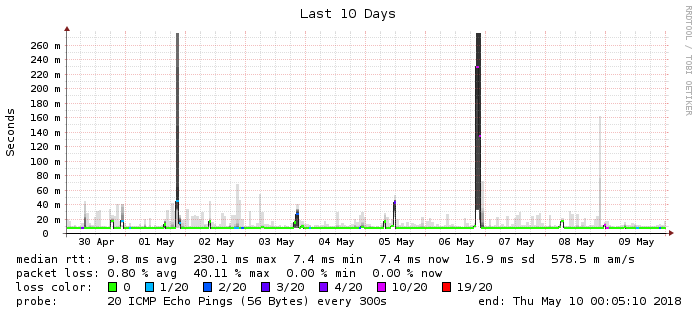 Last 10 Days
RRDTOOL / TOBI OETIKER
Seconds
260 m
240 m
220 m
200 m
180 m
160 m
140 m
120 m
100 m
80 m
60 m
40 m
20 m
0
30 Apr 01 May 02 May 03 May 04 May 05 May 06 May 07 May 08 May 09 May
median rtt: 9.8 ms avg 230.1 ms max 7.4 ms min 7.4 ms now 16.9 ms sd 578.5 m am/s
packet loss: 0.80 % avg 40.11 % max 0.00 % min 0.00 % now
loss color: 0 1/20 2/20 3/20 4/20 10/20 19/20
probe: 20 ICMP Echo Pings (56 Bytes) every 300s end: Thu May 10 00:05:10 2018